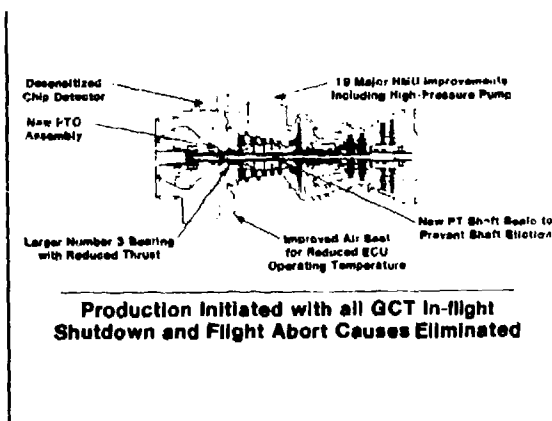 Desensitized
Chip Detector
19 Major HMU Improvements
Including High-Pressure Pump
New PTO
Assembly
Larger Number 3 Bearing
with Reduced Thrust
Improved Air Seal
for Reduced ECU
Operating Temperature
New PT Shaft Seals to
Prevent Shaft Stiction
Production Initiated with all GCT In-flight
Shutdown and Flight Abort Causes Eliminated